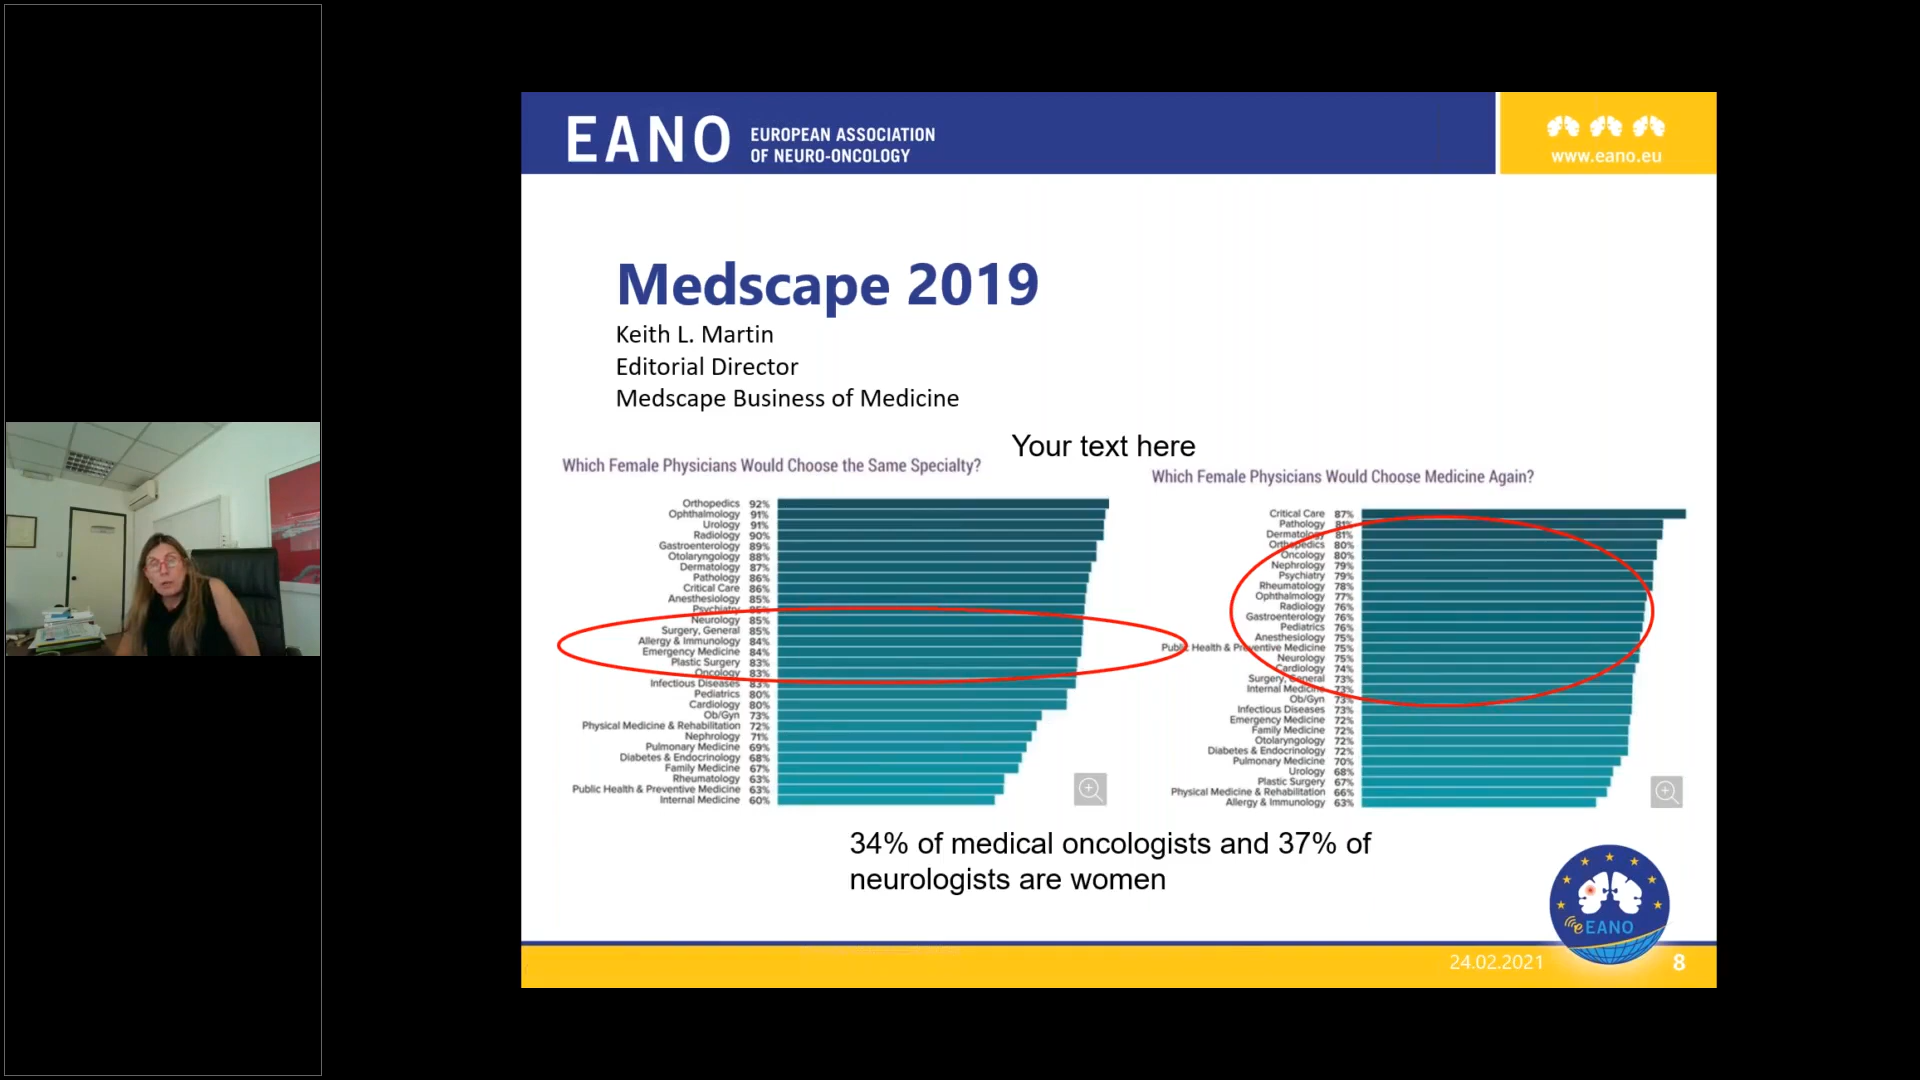 EANO
EUROPEAN ASSOCIATION
OF NEURO-ONCOLOGY
www.eano.eu
Medscape 2019
Keith L. Martin
Editorial Director
Medscape Business of Medicine
Your text here
Which Female Physicians Would Choose the Same Specialty?
Orthopedics 92%
Ophthalmology 91%
Urology 91%
Radiology 90%
Gastroenterology 89%
Otolaryngology 88%
Dermatology 87%
Pathology 86%
Critical Care 86%
Anesthesiology 85%
Psychiatry 85%
Neurology 85%
Surgery, General 85%
Allergy & Immunology 84%
Emergency Medicine 84%
Plastic Surgery 83%
Oncology 83%
Infectious Diseases 83%
Pediatrics 80%
Cardiology 80%
Ob/Gyn 73%
Physical Medicine & Rehabilitation 72%
Nephrology 71%
Pulmonary Medicine 69%
Diabetes & Endocrinology 68%
Family Medicine 67%
Rheumatology 63%
Public Health & Preventive Medicine 63%
Internal Medicine 60%
Which Female Physicians Would Choose Medicine Again?
Critical Care 87%
Pathology 81%
Dermatology 81%
Orthopedics 80%
Oncology 80%
Nephrology 79%
Psychiatry 79%
Rheumatology 78%
Ophthalmology 77%
Radiology 76%
Gastroenterology 76%
Pediatrics 76%
Anesthesiology 75%
Public Health & Preventive Medicine 75%
Neurology 75%
Cardiology 74%
Surgery, General 73%
Internal Medicine 73%
Ob/Gyn 73%
Infectious Diseases 73%
Emergency Medicine 72%
Family Medicine 72%
Otolaryngology 72%
Diabetes & Endocrinology 72%
Pulmonary Medicine 70%
Urology 68%
Plastic Surgery 67%
Physical Medicine & Rehabilitation 66%
Allergy & Immunology 63%
34% of medical oncologists and 37% of
neurologists are women
eEANO
24.02.2021
8